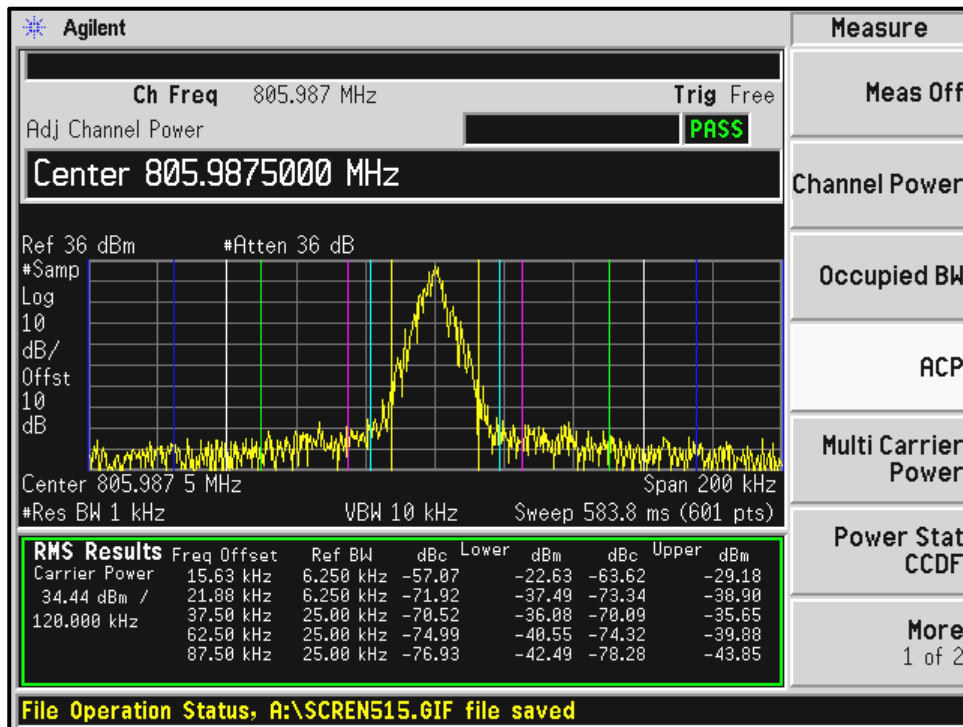 Agilent
Measure
Ch Freq 805.987 MHz Trig Free
Meas Off
Adj Channel Power PASS
Center 805.9875000 MHz
Channel Power
Ref 36 dBm #Atten 36 dB
#Samp
Log
10
dB/
Offst
10
dB
Occupied BW
ACP
Multi Carrier
Power
Center 805.987 5 MHz Span 200 kHz
#Res BW 1 kHz VBW 10 kHz Sweep 583.8 ms (601 pts)
Power Stat
CCDF
RMS Results Freq Offset Ref BW dBc Lower dBm dBc Upper dBm
Carrier Power 15.63 kHz 6.250 kHz -57.07 -22.63 -63.62 -29.18
34.44 dBm / 21.88 kHz 6.250 kHz -71.92 -37.49 -73.34 -38.90
120.000 kHz 37.50 kHz 25.00 kHz -70.52 -36.08 -70.09 -35.65
62.50 kHz 25.00 kHz -74.99 -40.55 -74.32 -39.88
87.50 kHz 25.00 kHz -76.93 -42.49 -78.28 -43.85
More
1 of 2
File Operation Status, A:\SCREN515.GIF file saved